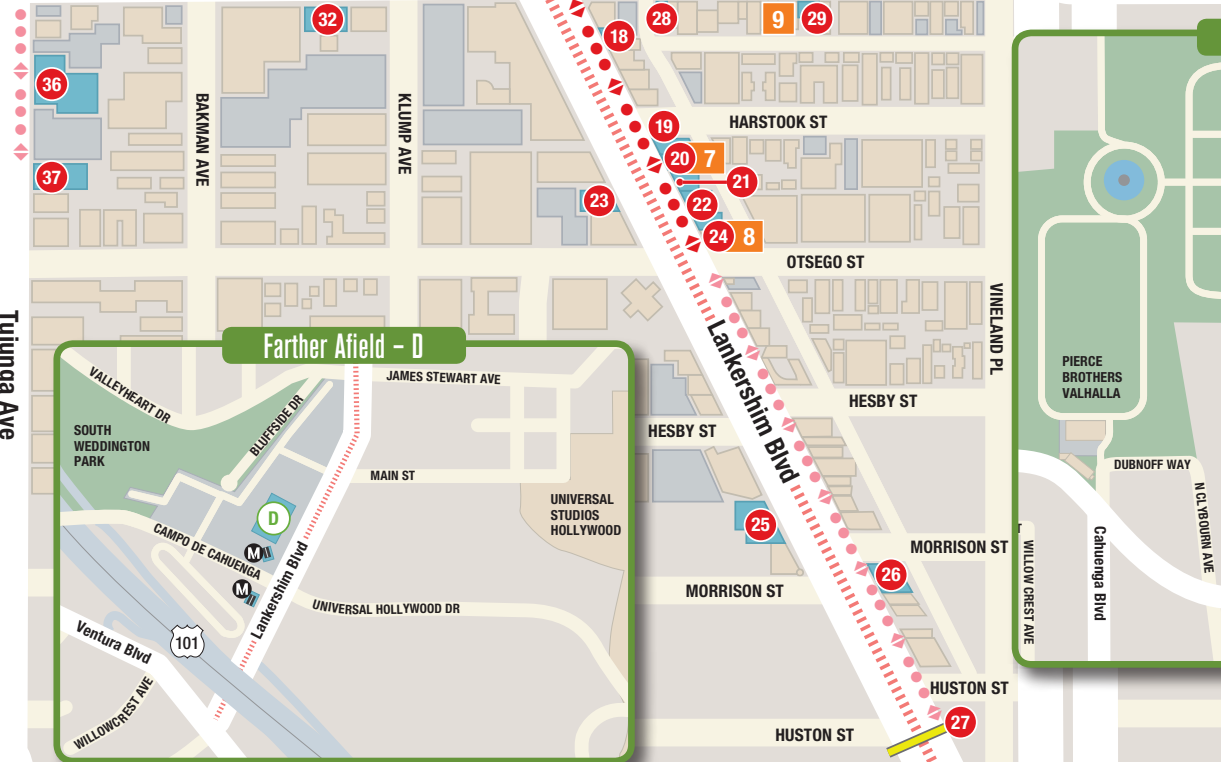 32
28
9
29
18
36
BAKMAN AVE
KLUMP AVE
HARSTOOK ST
19
20
7
21
37
23
22
24
8
OTSEGO ST
VINELAND PL
Tujunga Ave
Farther Afield – D
JAMES STEWART AVE
VALLEYHEART DR
BLUFFSIDE DR
SOUTH
WEDDINGTON
PARK
MAIN ST
UNIVERSAL
STUDIOS
HOLLYWOOD
D
CAMPO DE CAHUENGA
M
M
Lankershim Blvd
UNIVERSAL HOLLYWOOD DR
101
Ventura Blvd
WILLOWCREST AVE
Lankershim Blvd
HESBY ST
HESBY ST
25
MORRISON ST
26
MORRISON ST
HUSTON ST
27
HUSTON ST
PIERCE
BROTHERS
VALHALLA
DUBNOFF WAY
N CLYBOURN AVE
Cahuenga Blvd
WILLOW CREST AVE
T